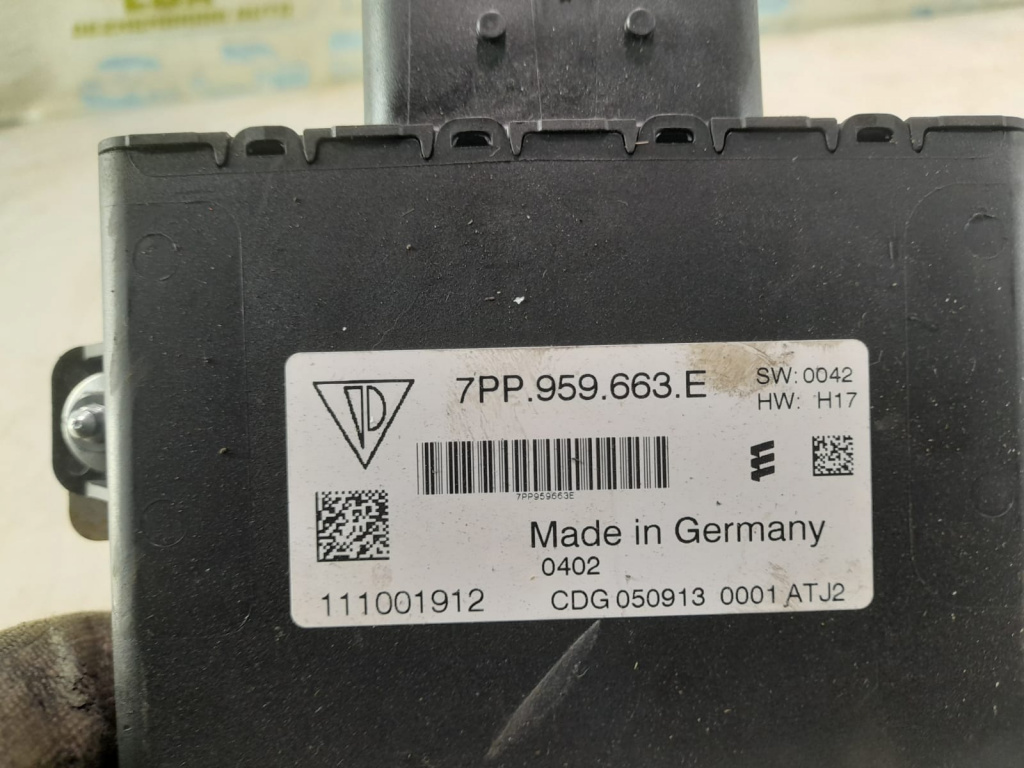 7PP.959.663.E
SW: 0042
HW: H17
7PP959663E
Made in Germany
0402
111001912
CDG 050913 0001 ATJ2